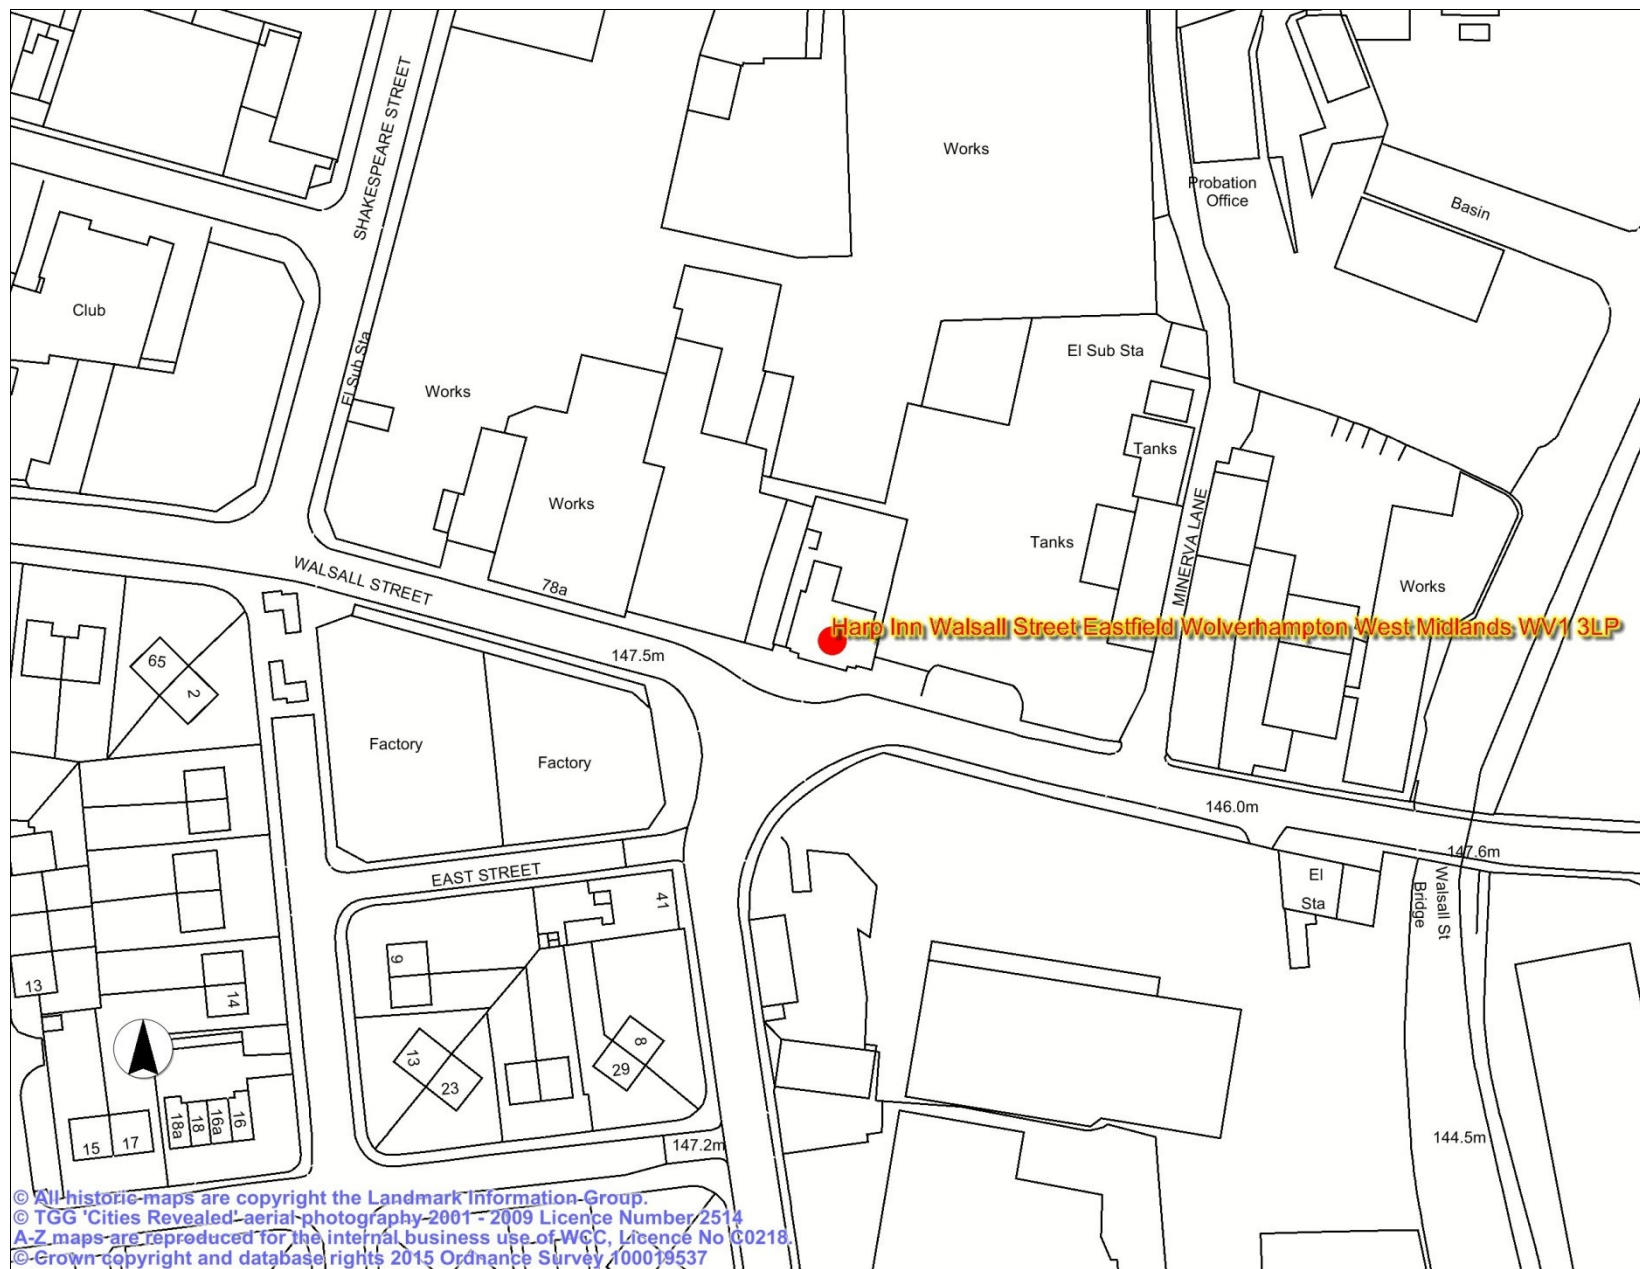 SHAKESPEARE STREET
Works
Probation
Office
Basin
Club
El Sub Sta
El Sub Sta
Works
Tanks
Works
MINERVA LANE
Tanks
WALSALL STREET
78a
Works
Harp Inn Walsall Street Eastfield Wolverhampton West Midlands WV1 3LP
147.5m
65
2
Factory
Factory
146.0m
147.6m
EAST STREET
El
Sta
Walsall St
Bridge
41
9
13
14
13
23
8
29
15
17
18a
18
16a
16
147.2m
144.5m
© All historic maps are copyright the Landmark Information Group.
© TGG 'Cities Revealed' aerial photography 2001 - 2009 Licence Number 2514
A-Z maps are reproduced for the internal business use of WCC, Licence No C0218.
© Crown copyright and database rights 2015 Ordnance Survey 100019537